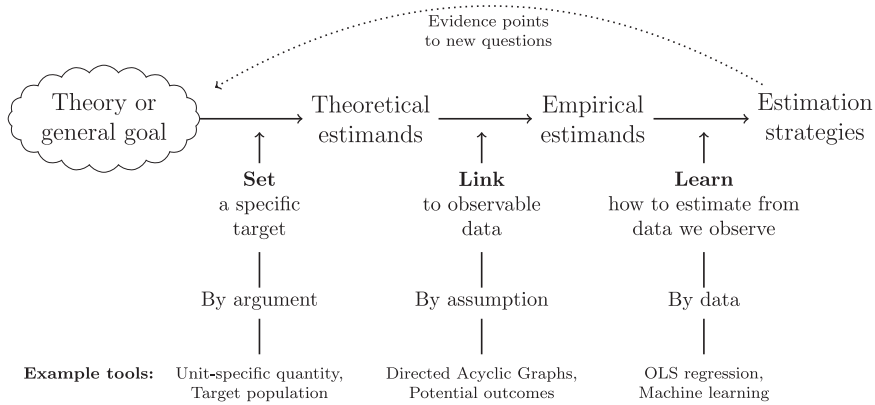 Evidence points
to new questions
Theory or
general goal
Theoretical
estimands
Empirical
estimands
Estimation
strategies
Set
a specific
target
Link
to observable
data
Learn
how to estimate from
data we observe
By argument
By assumption
By data
Example tools:
Unit-specific quantity,
Target population
Directed Acyclic Graphs,
Potential outcomes
OLS regression,
Machine learning